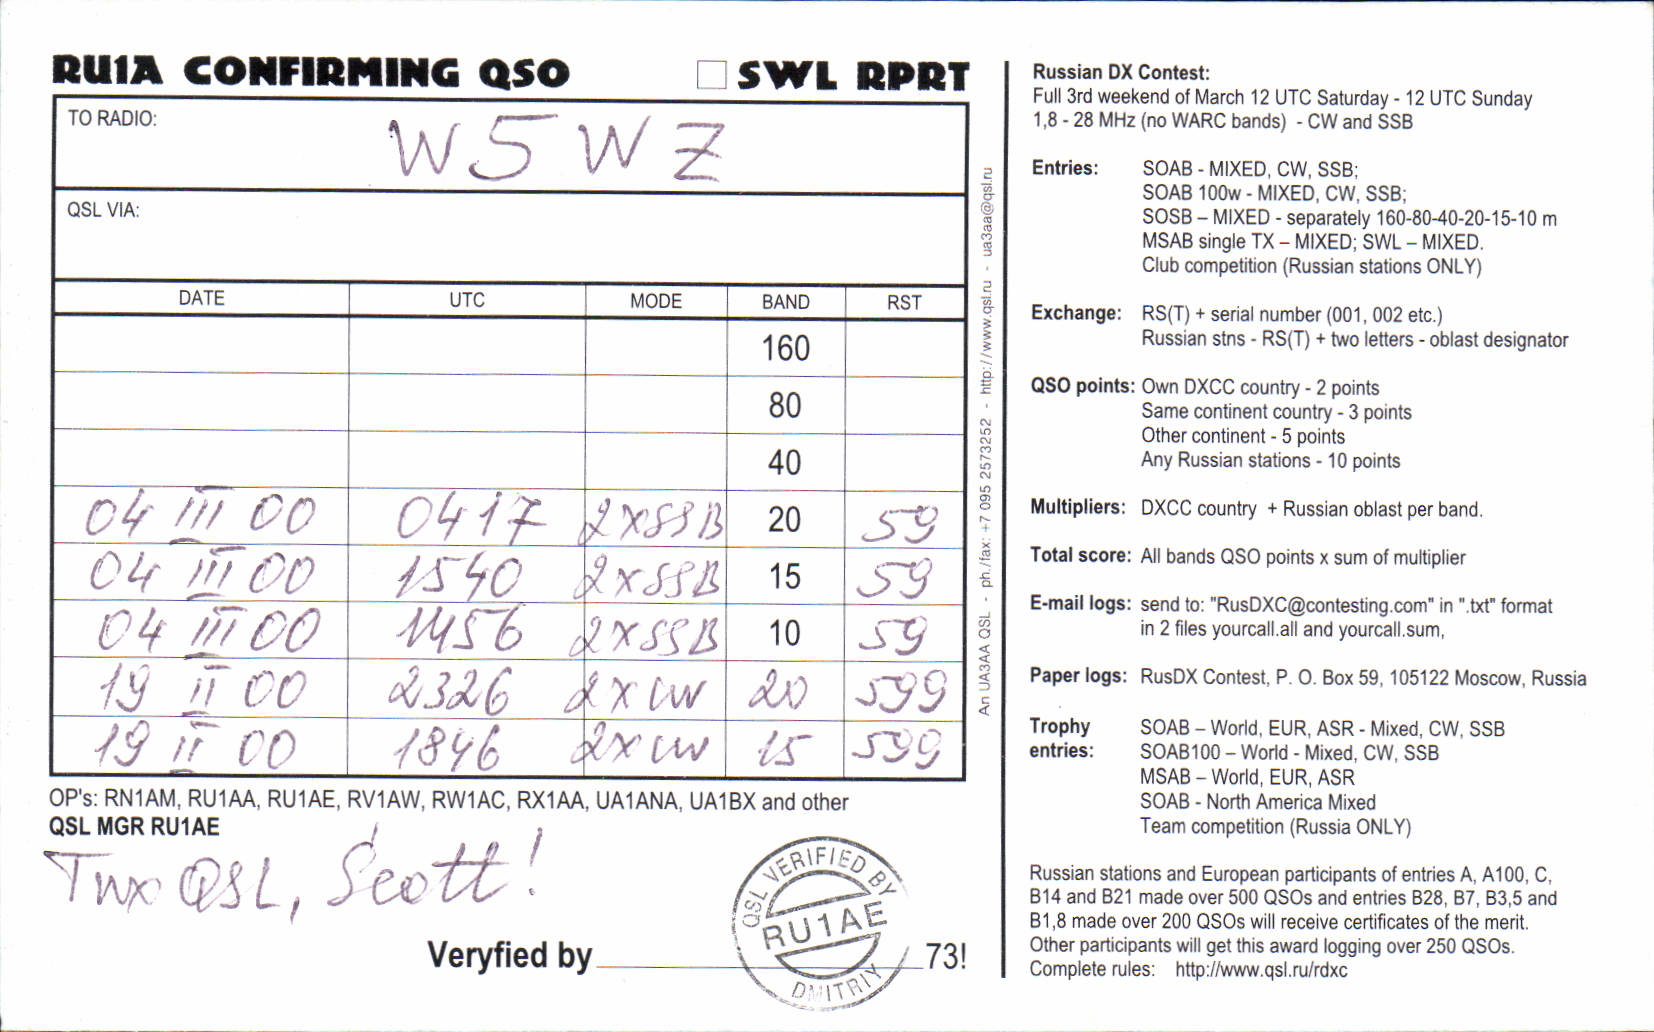 RU1A CONFIRMING QSO SWL RPRT
TO RADIO: W5WZ
QSL VIA:
DATE UTC MODE BAND RST
160
80
40
04 III 00 0417 2XSSB 20 59
04 III 00 1540 2XSSB 15 59
04 III 00 1456 2XSSB 10 59
19 II 00 2326 2XCW 20 599
19 II 00 1846 2XCW 15 599
OP's: RN1AM, RU1AA, RU1AE, RV1AW, RW1AC, RX1AA, UA1ANA, UA1BX and other
QSL MGR RU1AE
Tnx QSL, Scott!
Veryfied by 73!
QSL VERIFIED BY
RU1AE
DMITRIY
An UA3AA QSL - ph./fax: +7 095 2573252 - http://www.qsl.ru - ua3aa@qsl.ru
Russian DX Contest:
Full 3rd weekend of March 12 UTC Saturday - 12 UTC Sunday
1,8 - 28 MHz (no WARC bands) - CW and SSB
Entries: SOAB - MIXED, CW, SSB;
SOAB 100w - MIXED, CW, SSB;
SOSB – MIXED - separately 160-80-40-20-15-10 m
MSAB single TX – MIXED; SWL – MIXED.
Club competition (Russian stations ONLY)
Exchange: RS(T) + serial number (001, 002 etc.)
Russian stns - RS(T) + two letters - oblast designator
QSO points: Own DXCC country - 2 points
Same continent country - 3 points
Other continent - 5 points
Any Russian stations - 10 points
Multipliers: DXCC country + Russian oblast per band.
Total score: All bands QSO points x sum of multiplier
E-mail logs: send to: "RusDXC@contesting.com" in ".txt" format
in 2 files yourcall.all and yourcall.sum,
Paper logs: RusDX Contest, P. O. Box 59, 105122 Moscow, Russia
Trophy SOAB – World, EUR, ASR - Mixed, CW, SSB
entries: SOAB100 – World - Mixed, CW, SSB
MSAB – World, EUR, ASR
SOAB - North America Mixed
Team competition (Russia ONLY)
Russian stations and European participants of entries A, A100, C,
B14 and B21 made over 500 QSOs and entries B28, B7, B3,5 and
B1,8 made over 200 QSOs will receive certificates of the merit.
Other participants will get this award logging over 250 QSOs.
Complete rules: http://www.qsl.ru/rdxc